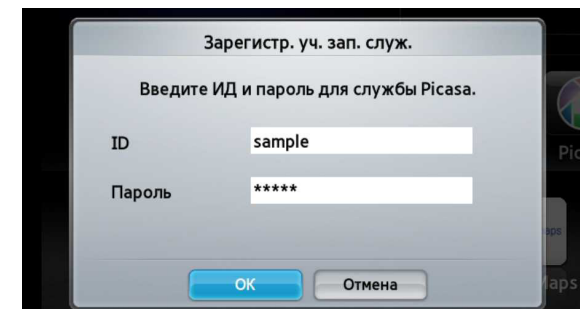 Зарегистр. уч. зап. служ.
Введите ИД и пароль для службы Picasa.
ID
sample
Пароль
*****
OK
Отмена